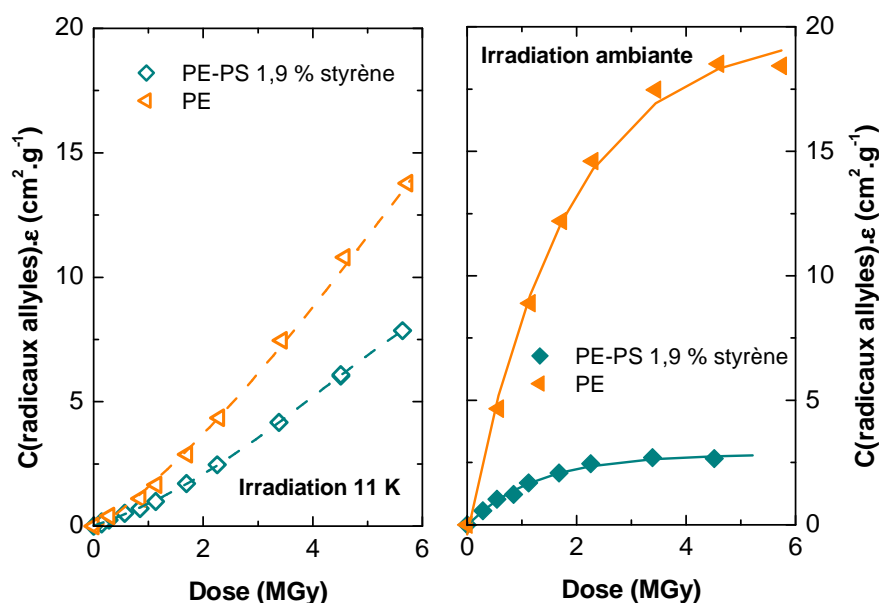 C(radicaux allyles).ε (cm².g⁻¹)
20
15
10
5
0
PE-PS 1,9 % styrène
PE
Irradiation 11 K
0 2 4 6
Dose (MGy)
Irradiation ambiante
PE-PS 1,9 % styrène
PE
0 2 4 6
Dose (MGy)
20
15
10
5
0
C(radicaux allyles).ε (cm².g⁻¹)